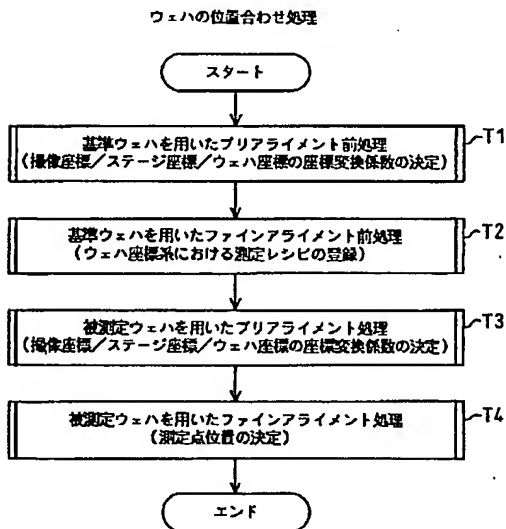 ウェハの位置合わせ処理
スタート
基準ウェハを用いたプリアライメント前処理
(撮像座標/ステージ座標/ウェハ座標の座標変換係数の決定)
T1
基準ウェハを用いたファインアライメント前処理
(ウェハ座標系における測定レシピの登録)
T2
被測定ウェハを用いたプリアライメント処理
(撮像座標/ステージ座標/ウェハ座標の座標変換係数の決定)
T3
被測定ウェハを用いたファインアライメント処理
(測定点位置の決定)
T4
エンド